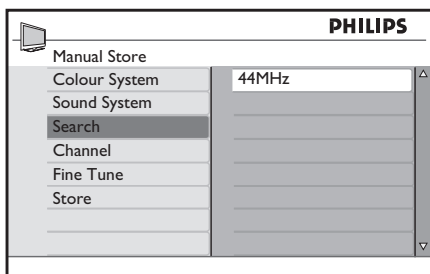 PHILIPS
Manual Store
Colour System
44MHz
Sound System
Search
Channel
Fine Tune
Store